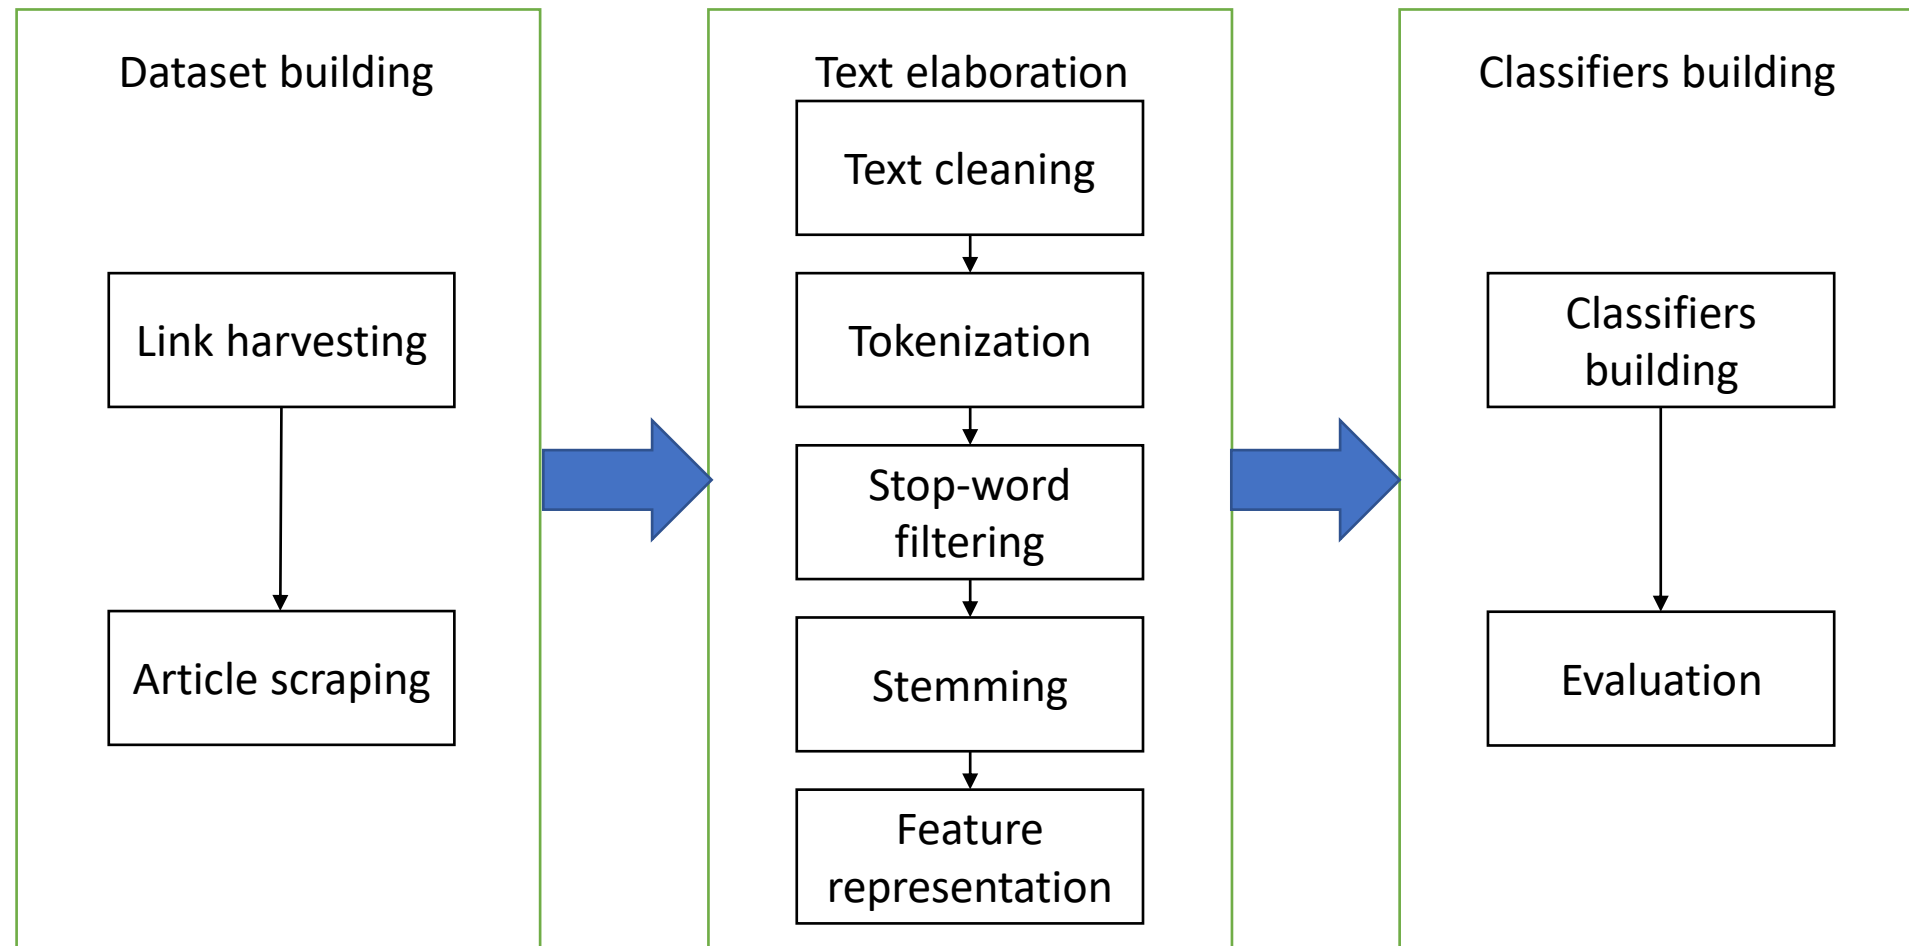 Dataset building
Link harvesting
Article scraping
Text elaboration
Text cleaning
Tokenization
Stop-word
filtering
Stemming
Feature
representation
Classifiers building
Classifiers
building
Evaluation